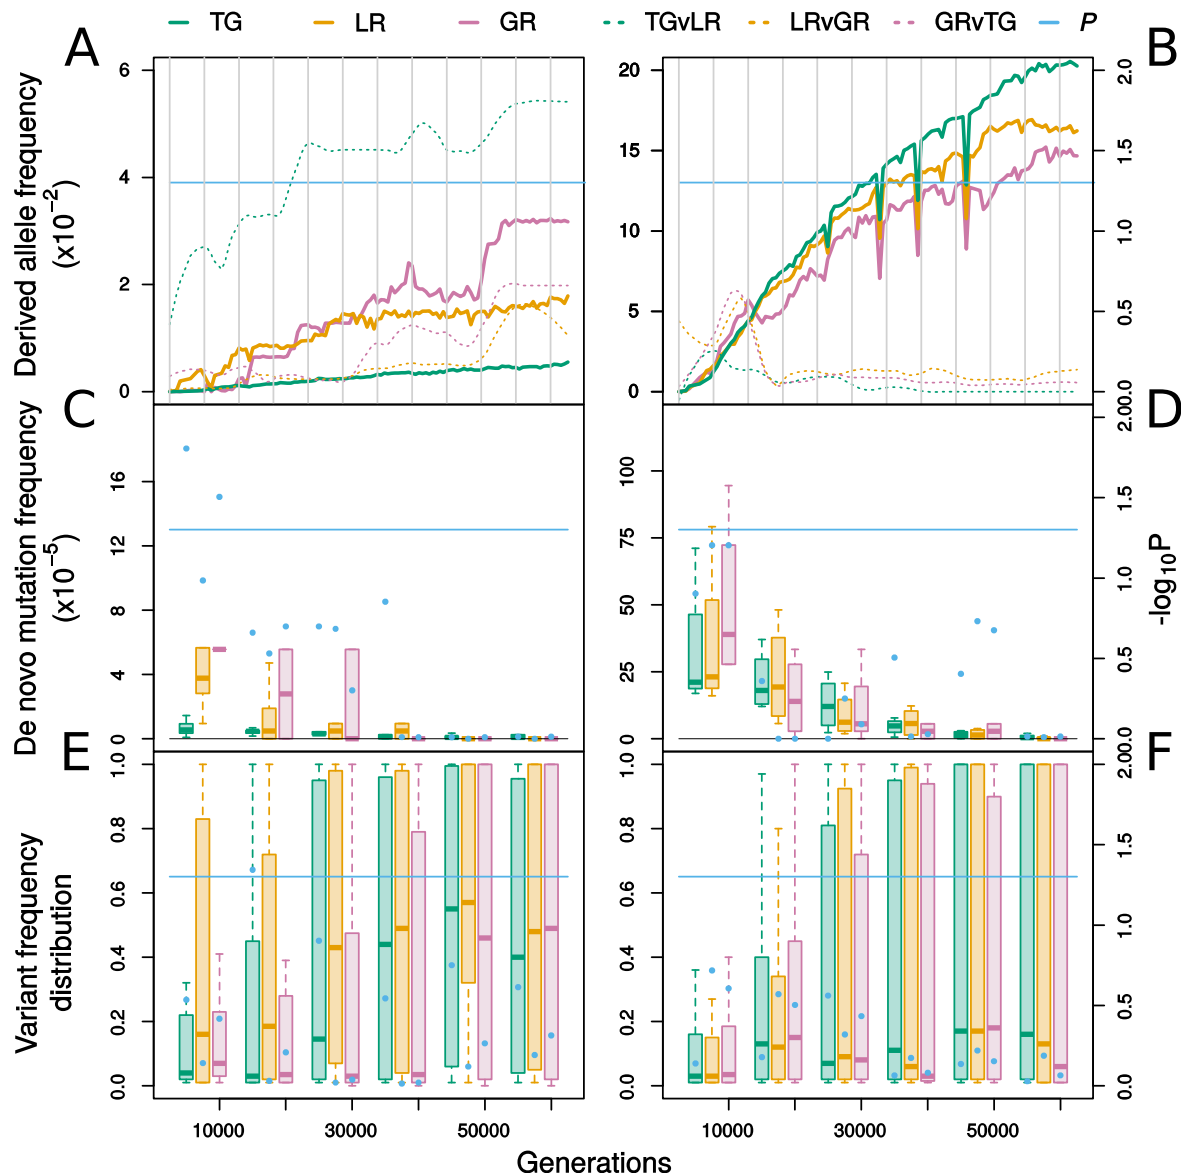 TG LR GR TGvLR LRvGR GRvTG P
A
B
Derived allele frequency
(x10−2)
6
4
2
0
20
15
10
5
0
2.0
1.5
1.0
0.5
0.0
C
D
De novo mutation frequency
(x10−5)
16
12
8
4
0
100
75
50
25
0
2.0
1.5
1.0
0.5
0.0
-log10P
E
F
Variant frequency
distribution
1.0
0.8
0.6
0.4
0.2
0.0
1.0
0.8
0.6
0.4
0.2
0.0
2.0
1.5
1.0
0.5
0.0
10000 30000 50000 10000 30000 50000
Generations